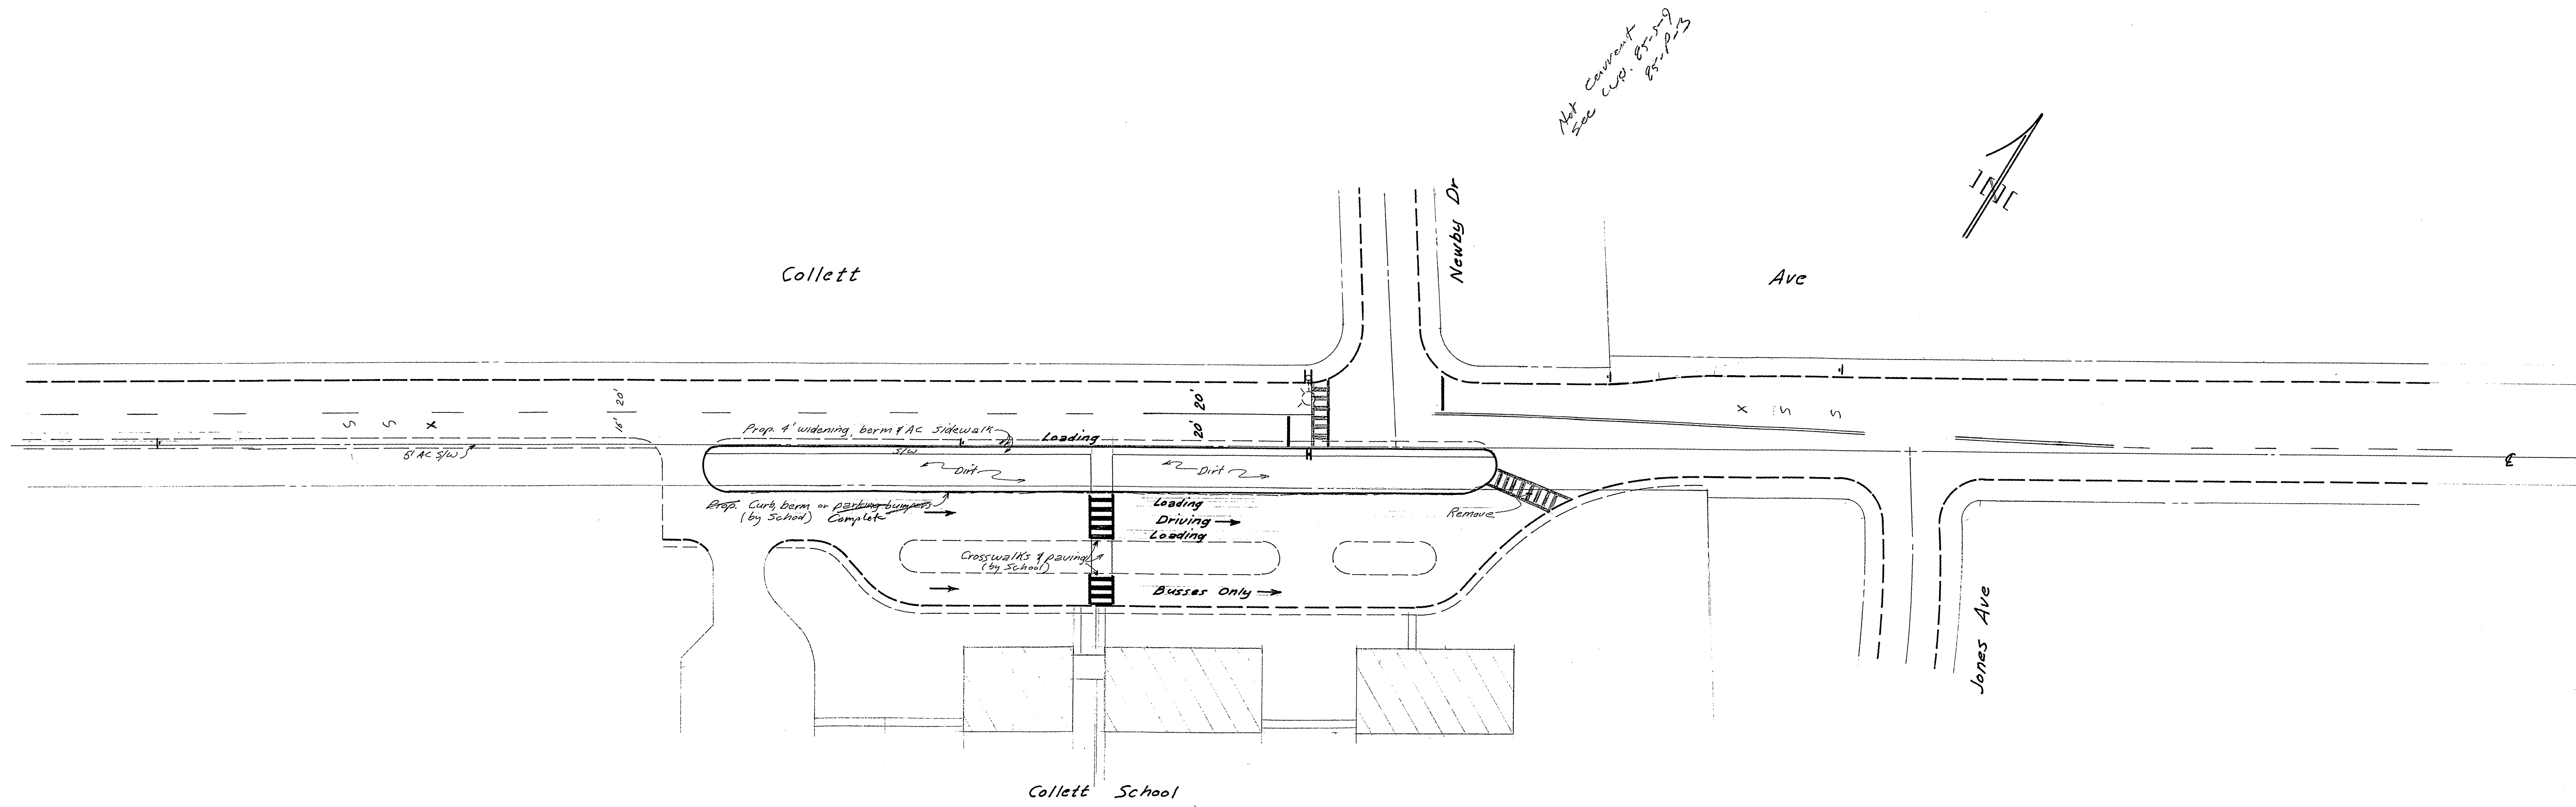 Not current
See W.O. 85-S-9
85-P-3
N
Newby Dr
Collett Ave
20'
16'
20'
20'
S S X
X S S
Prop. 4' widening, berm & AC Sidewalk
Loading
5' AC S/W
S/W
Dirt
Dirt
℄
Prop. Curb, berm or parking bumpers
(by School) Complete
Loading
Driving →
Loading
Remove
Crosswalks & paving
(by School)
Busses Only →
Jones Ave
Collett School